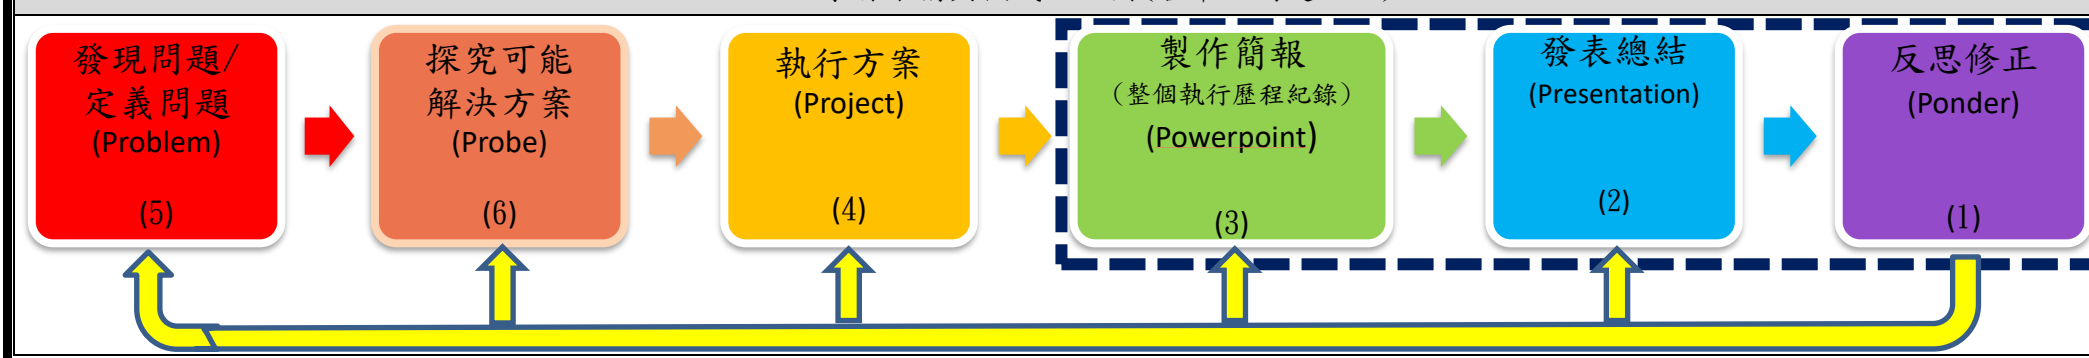 發現問題/
定義問題
(Problem)
(5)
探究可能
解決方案
(Probe)
(6)
執行方案
(Project)
(4)
製作簡報
(整個執行歷程紀錄)
(Powerpoint)
(3)
發表總結
(Presentation)
(2)
反思修正
(Ponder)
(1)